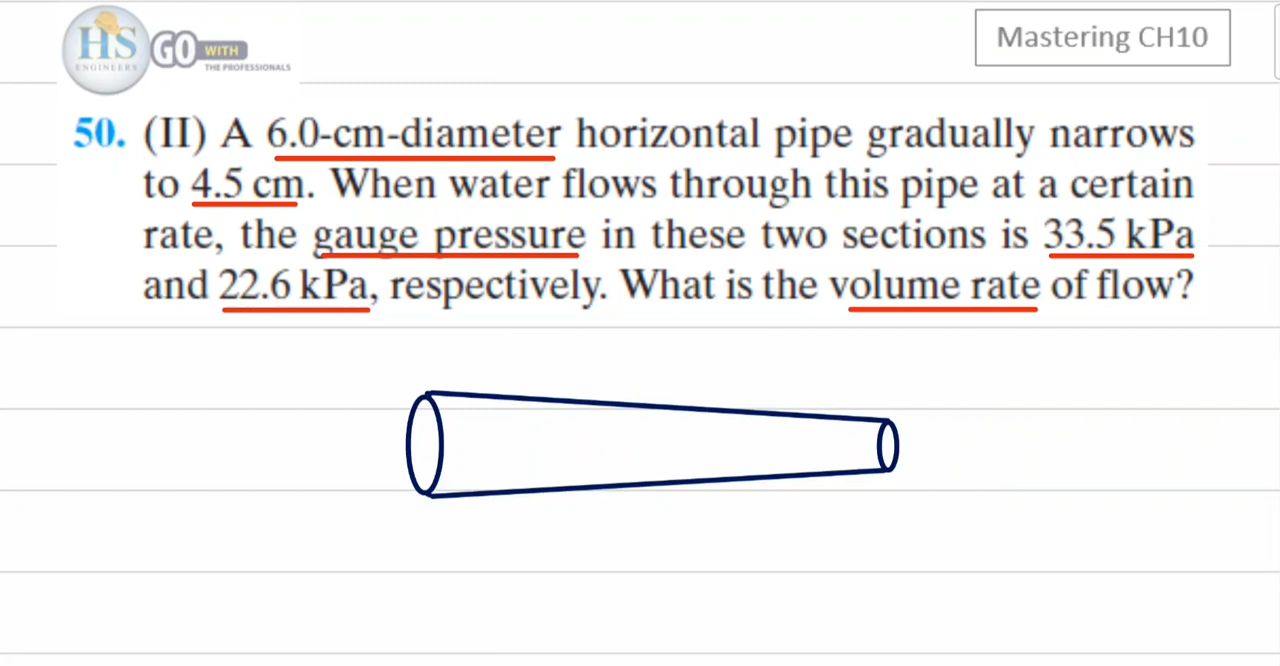 HS
ENGINEERS
GO WITH
THE PROFESSIONALS
Mastering CH10
50. (II) A 6.0-cm-diameter horizontal pipe gradually narrows
to 4.5 cm. When water flows through this pipe at a certain
rate, the gauge pressure in these two sections is 33.5 kPa
and 22.6 kPa, respectively. What is the volume rate of flow?